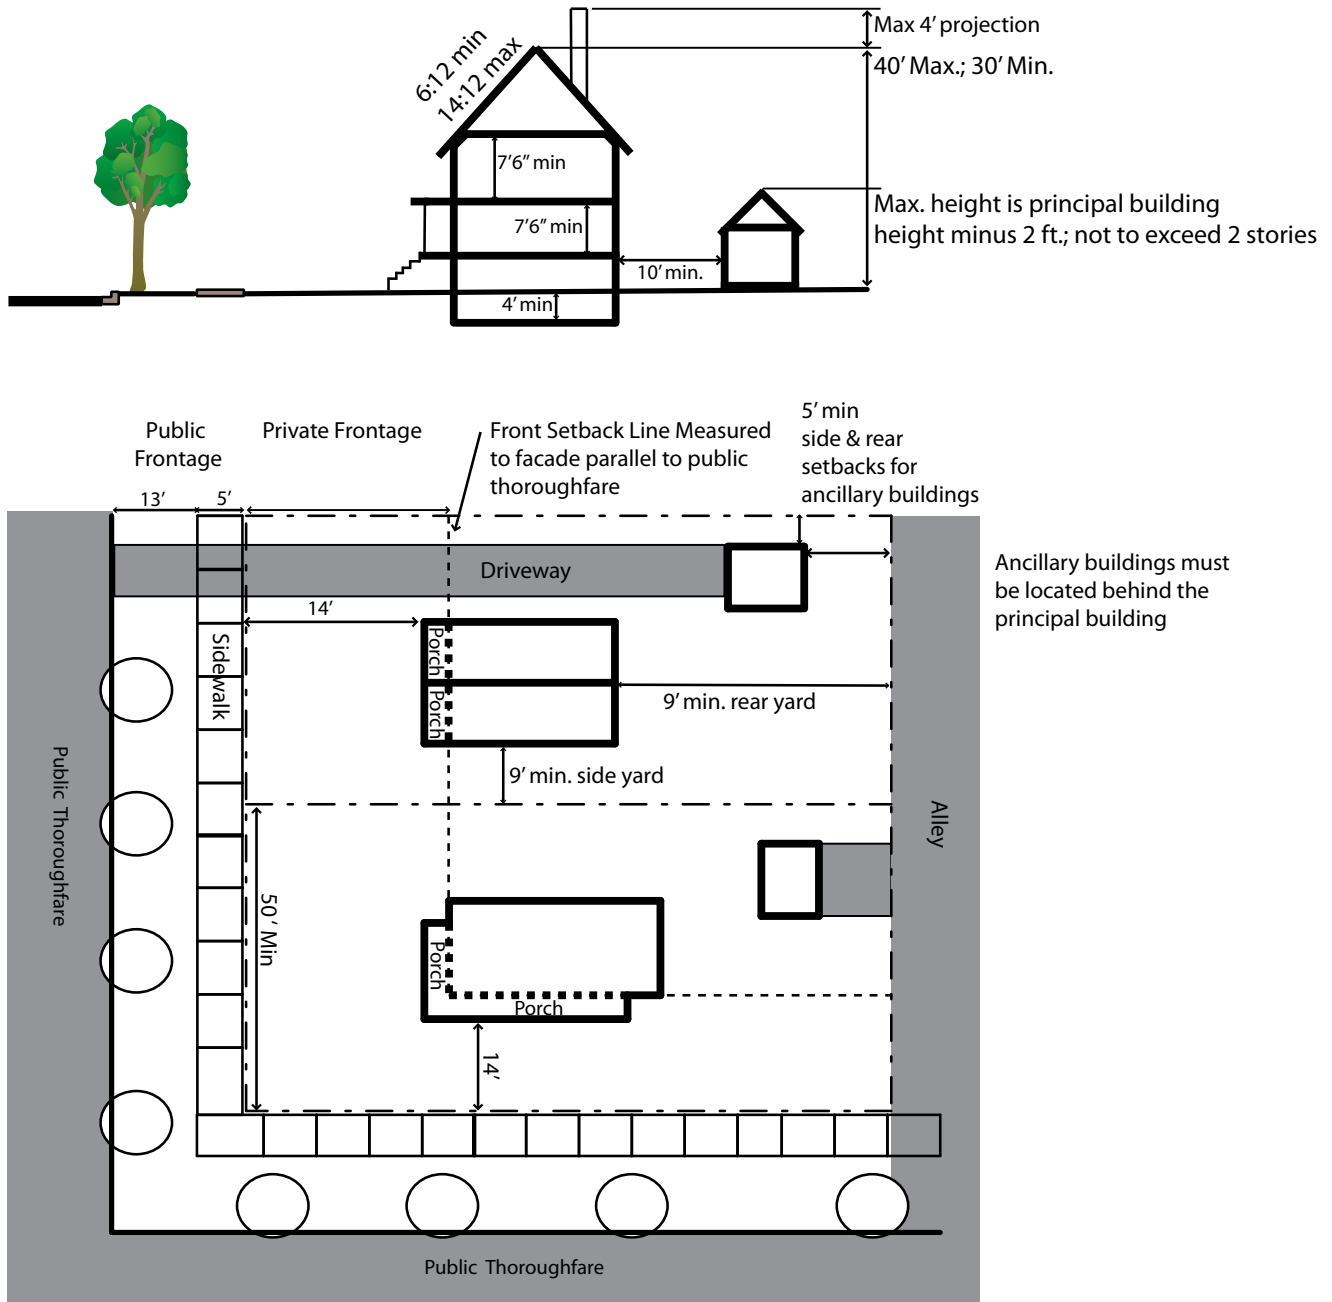 Max 4’ projection
6:12 min
14:12 max
40’ Max.; 30’ Min.
7’6” min
7’6” min
Max. height is principal building
height minus 2 ft.; not to exceed 2 stories
10’ min.
4’ min
Public
Frontage
Private Frontage
Front Setback Line Measured
to facade parallel to public
thoroughfare
5’ min
side & rear
setbacks for
ancillary buildings
13’
5’
Driveway
Ancillary buildings must
be located behind the
principal building
14’
Sidewalk
Porch
Porch
9’ min. rear yard
9’ min. side yard
Public Thoroughfare
Alley
50’ Min
Porch
Porch
14’
Public Thoroughfare